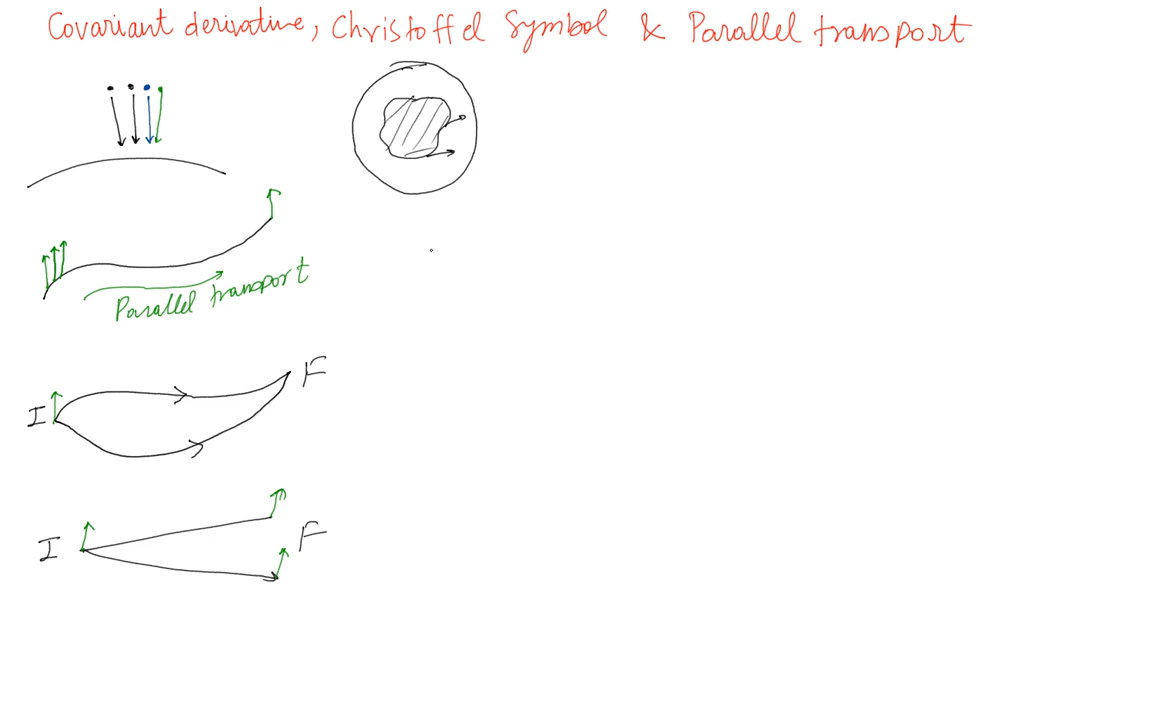 Covariant derivative, Christoffel Symbol & Parallel transport
Parallel transport
I F
I F